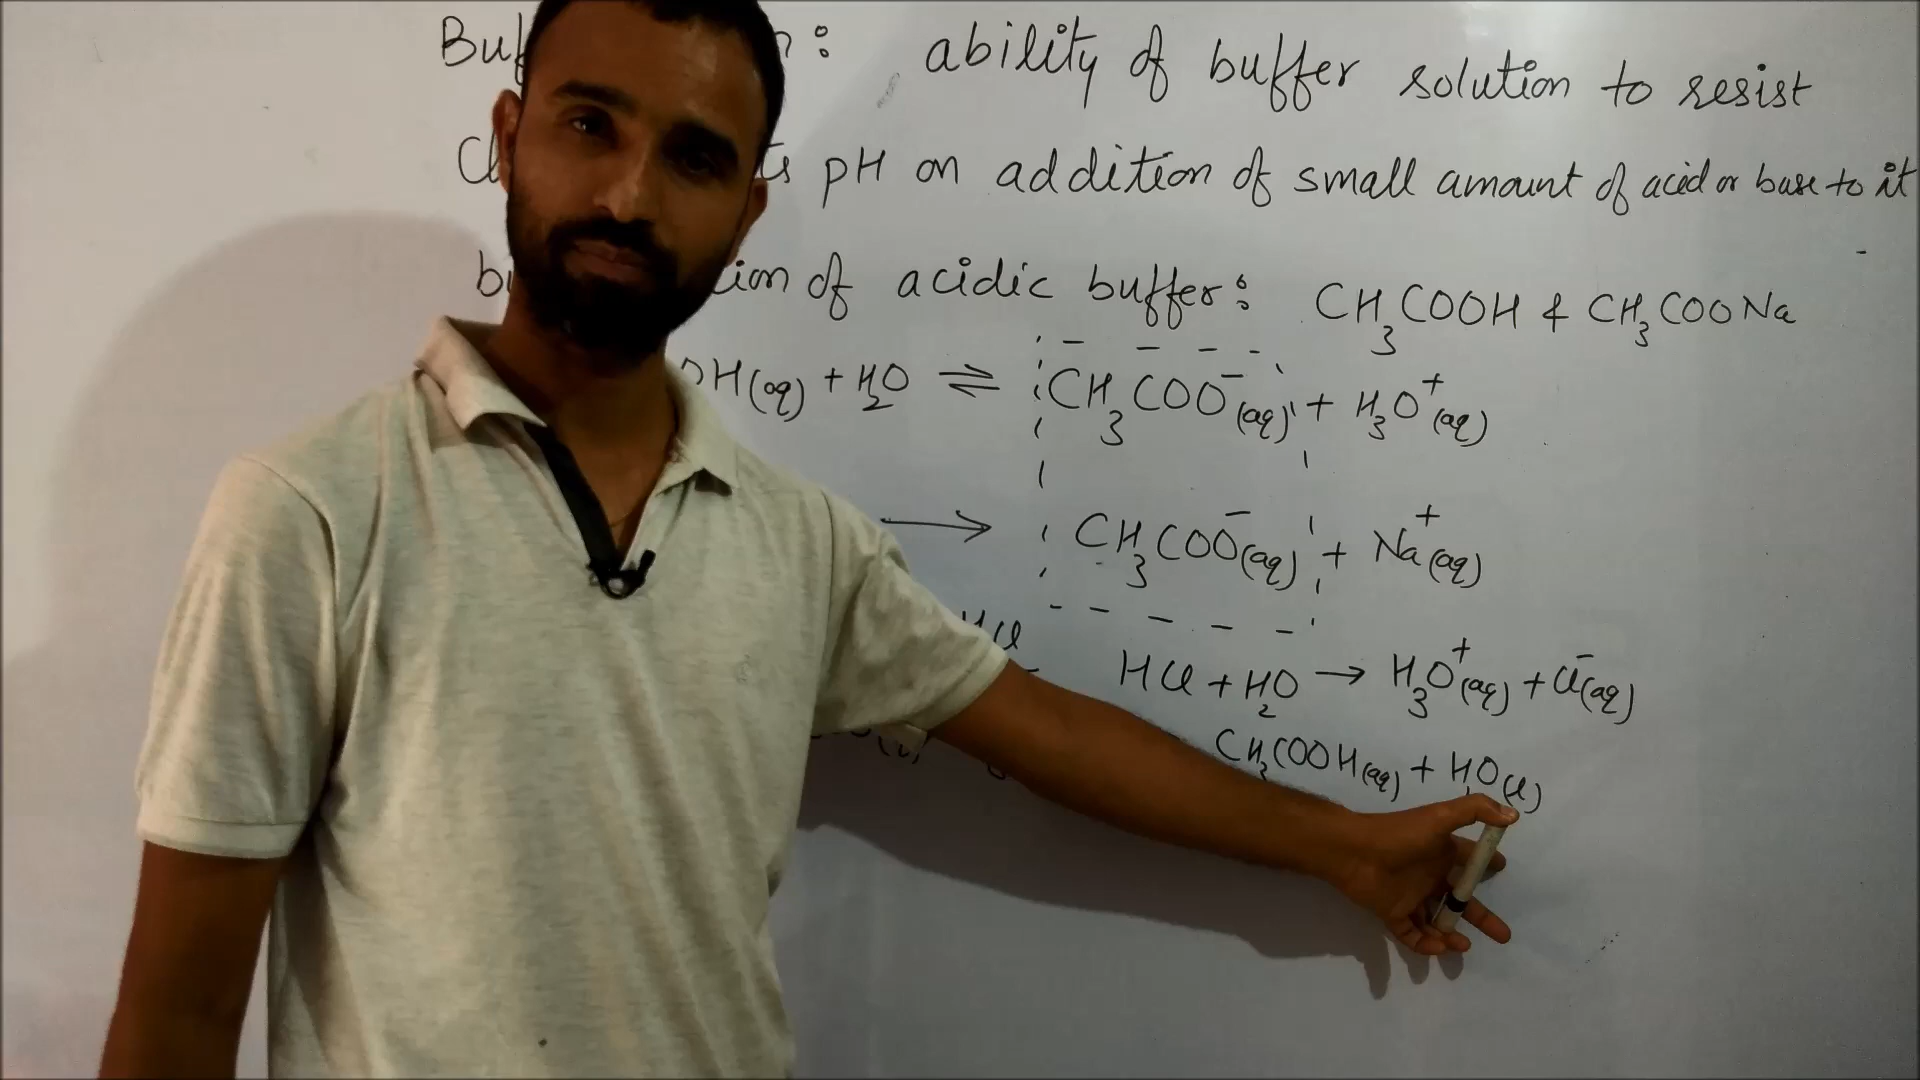 ability of buffer solution to resist
pH on addition of small amount of acid or base to it
of acidic buffer: CH3COOH & CH3COONa
H(aq) + H2O ⇌ CH3COO⁻(aq) + H3O⁺(aq)
→ CH3COO⁻(aq) + Na⁺(aq)
HCl + H2O → H3O⁺(aq) + Cl⁻(aq)
CH3COOH(aq) + H2O(l)